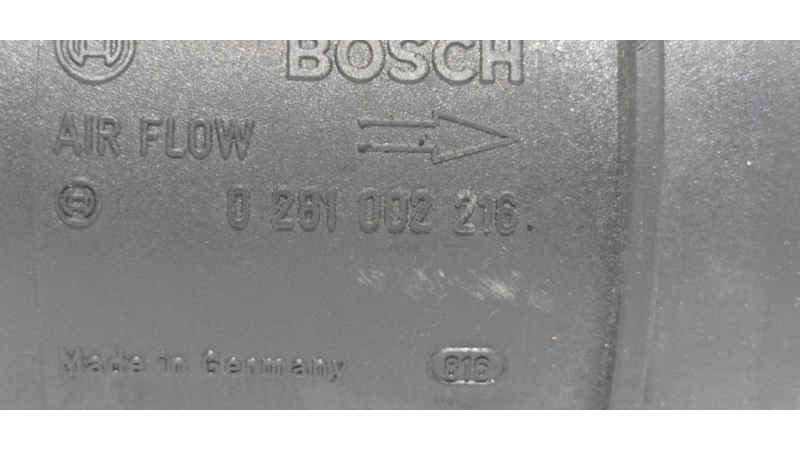 BOSCH
AIR FLOW
0 281 002 216.
Made in Germany
816